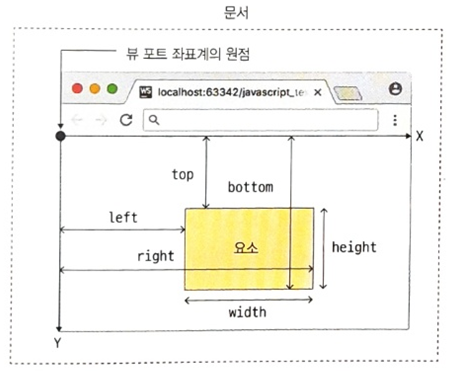 문서
뷰 포트 좌표계의 원점
WS localhost:63342/javascript_te
X
top
bottom
left
right
요소
height
width
Y